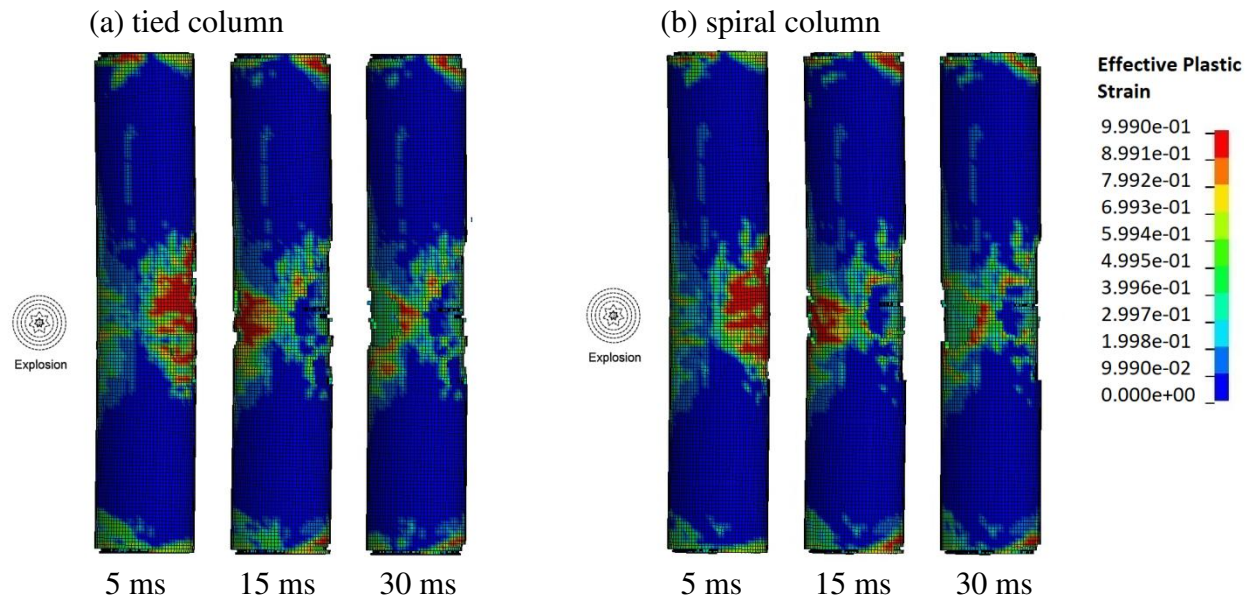 (a) tied column
(b) spiral column
Effective Plastic
Strain
9.990e-01
8.991e-01
7.992e-01
6.993e-01
5.994e-01
4.995e-01
3.996e-01
2.997e-01
1.998e-01
9.990e-02
0.000e+00
Explosion
Explosion
5 ms
15 ms
30 ms
5 ms
15 ms
30 ms